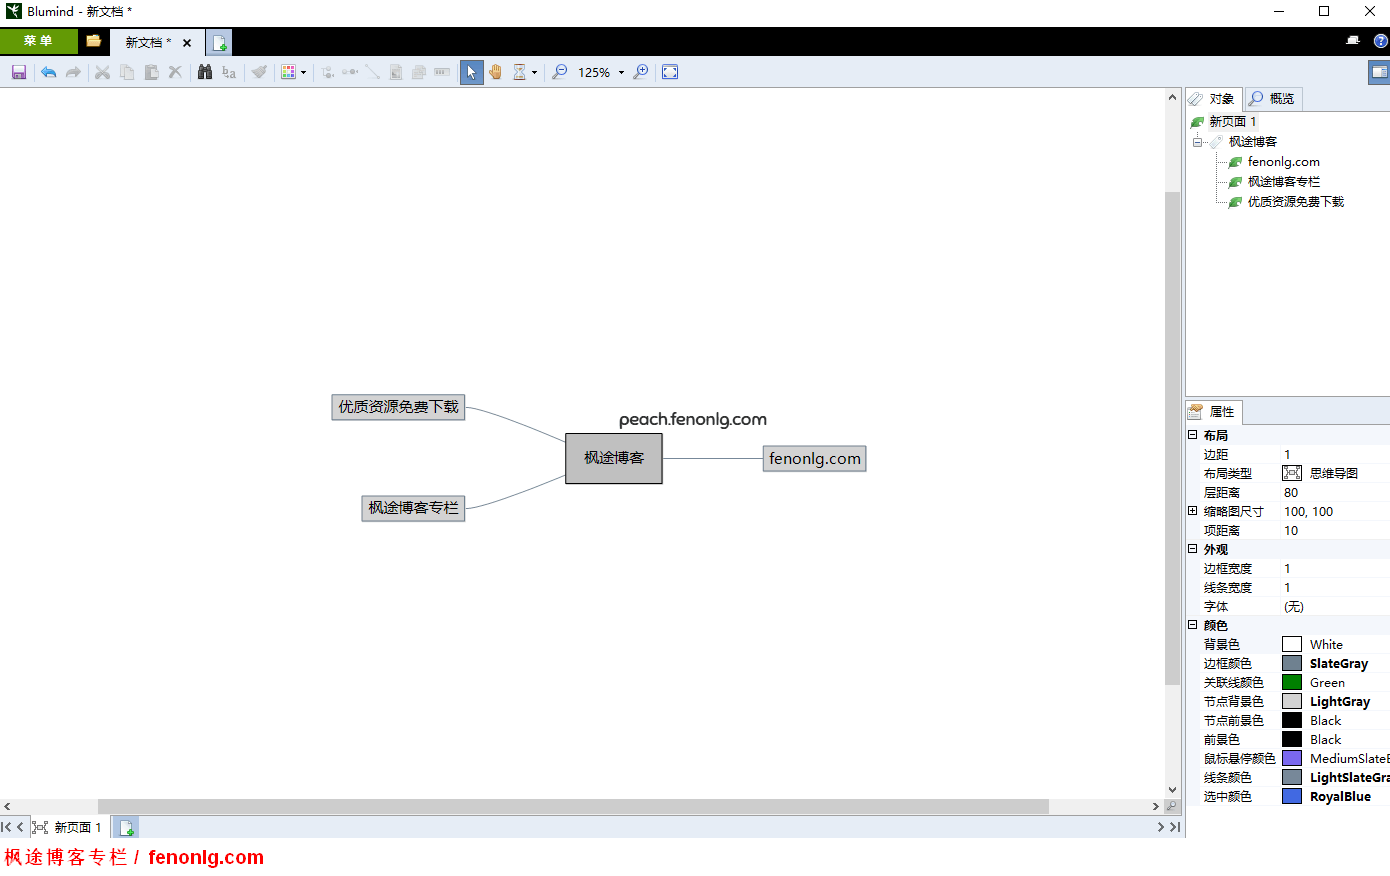 Blumind - 新文档 *
菜 单
新文档 *
125%
对象
概览
新页面 1
枫途博客
fenonlg.com
枫途博客专栏
优质资源免费下载
优质资源免费下载
peach.fenonlg.com
枫途博客
fenonlg.com
枫途博客专栏
属性
布局
边距 1
布局类型 思维导图
层距离 80
缩略图尺寸 100, 100
项距离 10
外观
边框宽度 1
线条宽度 1
字体 (无)
颜色
背景色 White
边框颜色 SlateGray
关联线颜色 Green
节点背景色 LightGray
节点前景色 Black
前景色 Black
鼠标悬停颜色 MediumSlateB
线条颜色 LightSlateGra
选中颜色 RoyalBlue
新页面 1
枫途博客专栏 / fenonlg.com